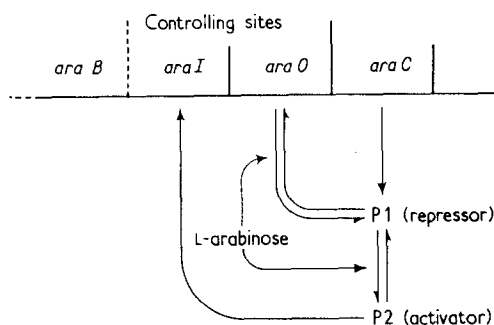 Controlling sites
ara B ara I ara O ara C
P1 (repressor)
L-arabinose
P2 (activator)